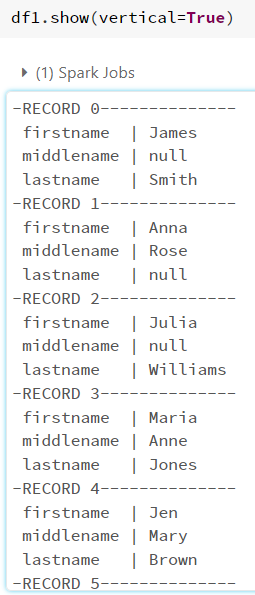 df1.show(vertical=True)
(1) Spark Jobs
-RECORD 0--------------
firstname  | James
middlename | null
lastname   | Smith
-RECORD 1--------------
firstname  | Anna
middlename | Rose
lastname   | null
-RECORD 2--------------
firstname  | Julia
middlename | null
lastname   | Williams
-RECORD 3--------------
firstname  | Maria
middlename | Anne
lastname   | Jones
-RECORD 4--------------
firstname  | Jen
middlename | Mary
lastname   | Brown
-RECORD 5--------------